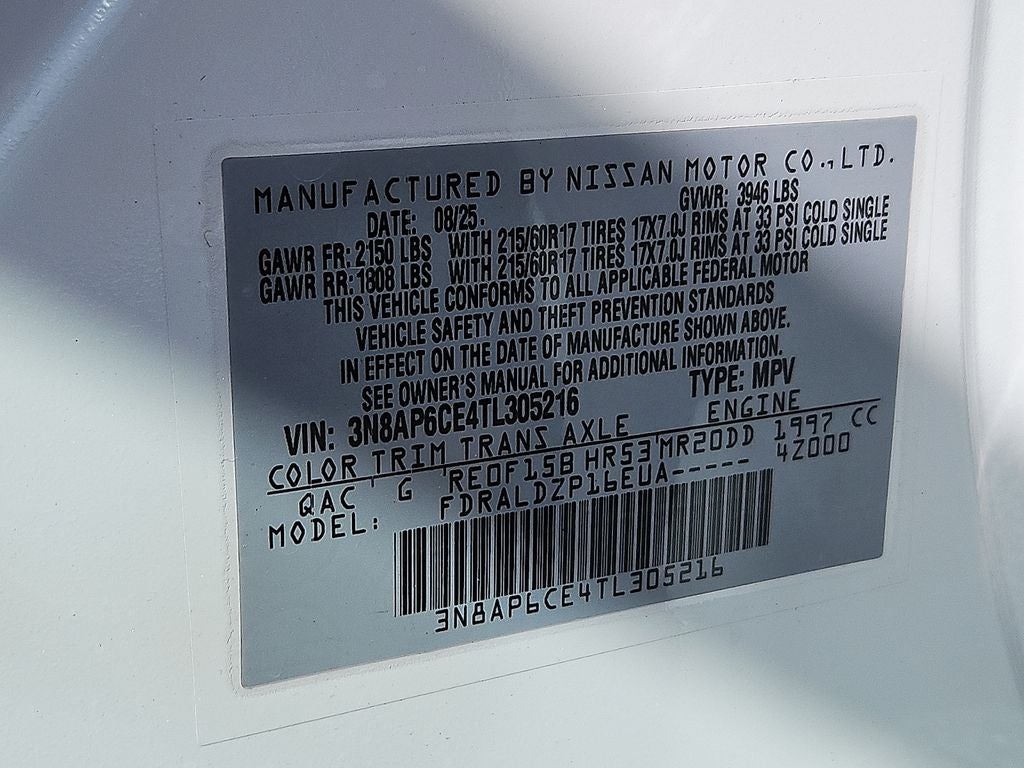 MANUFACTURED BY NISSAN MOTOR CO., LTD.
DATE: 08/25. GVWR: 3946 LBS
GAWR FR: 2150 LBS WITH 215/60R17 TIRES 17X7.0J RIMS AT 33 PSI COLD SINGLE
GAWR RR: 1808 LBS WITH 215/60R17 TIRES 17X7.0J RIMS AT 33 PSI COLD SINGLE
THIS VEHICLE CONFORMS TO ALL APPLICABLE FEDERAL MOTOR
VEHICLE SAFETY AND THEFT PREVENTION STANDARDS
IN EFFECT ON THE DATE OF MANUFACTURE SHOWN ABOVE.
SEE OWNER'S MANUAL FOR ADDITIONAL INFORMATION.
VIN: 3N8AP6CE4TL305216 TYPE: MPV
COLOR TRIM TRANS AXLE ENGINE
QAC G RE0F15B HR53 MR20DD 1997 CC
MODEL: FDRALDZP16EUA----- 4Z000
3N8AP6CE4TL305216